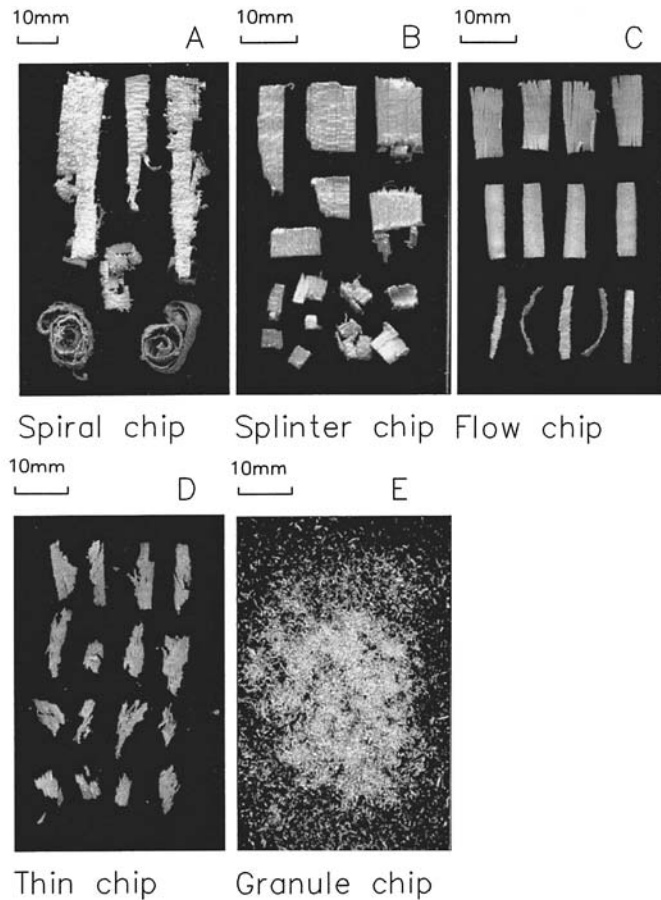 10mm A
10mm B
10mm C
Spiral chip
Splinter chip
Flow chip
10mm D
10mm E
Thin chip
Granule chip